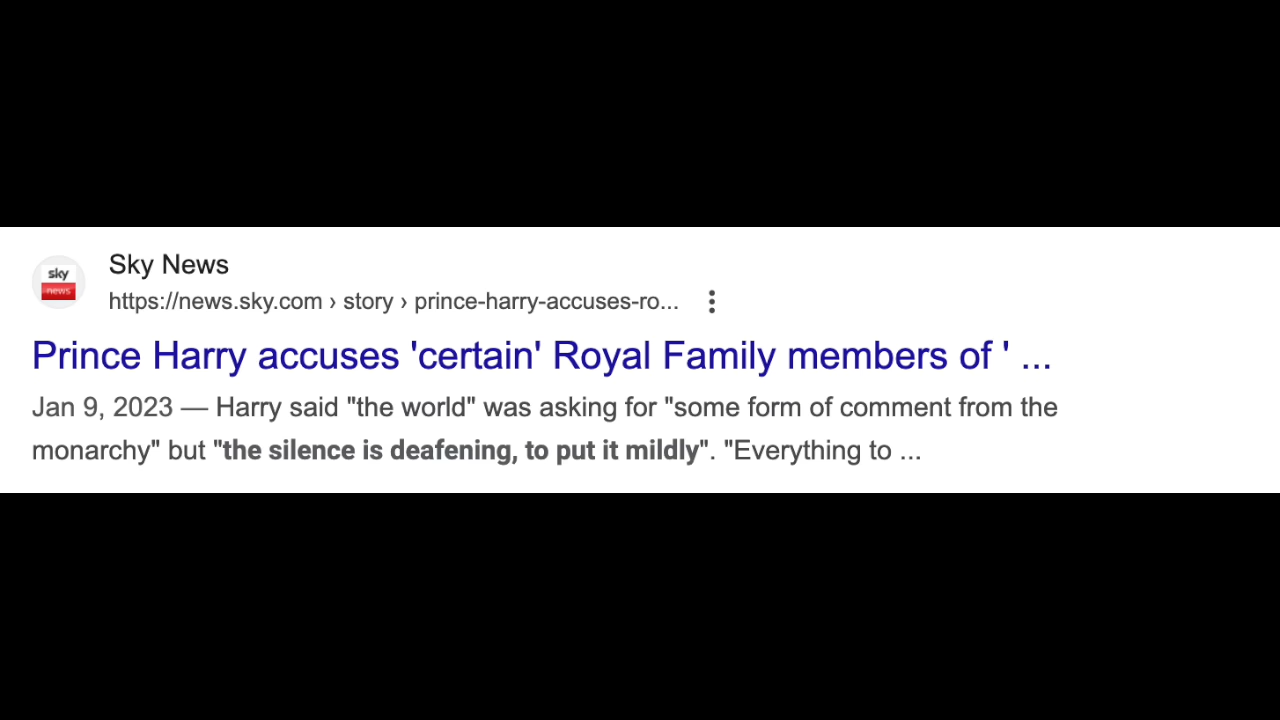 sky
news
Sky News
https://news.sky.com › story › prince-harry-accuses-ro...
Prince Harry accuses 'certain' Royal Family members of ' ...
Jan 9, 2023 — Harry said "the world" was asking for "some form of comment from the
monarchy" but "the silence is deafening, to put it mildly". "Everything to ...